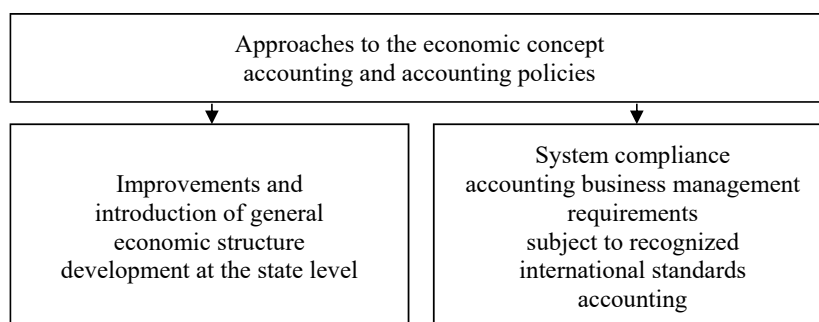 Approaches to the economic concept
accounting and accounting policies
Improvements and
introduction of general
economic structure
development at the state level
System compliance
accounting business management
requirements
subject to recognized
international standards
accounting